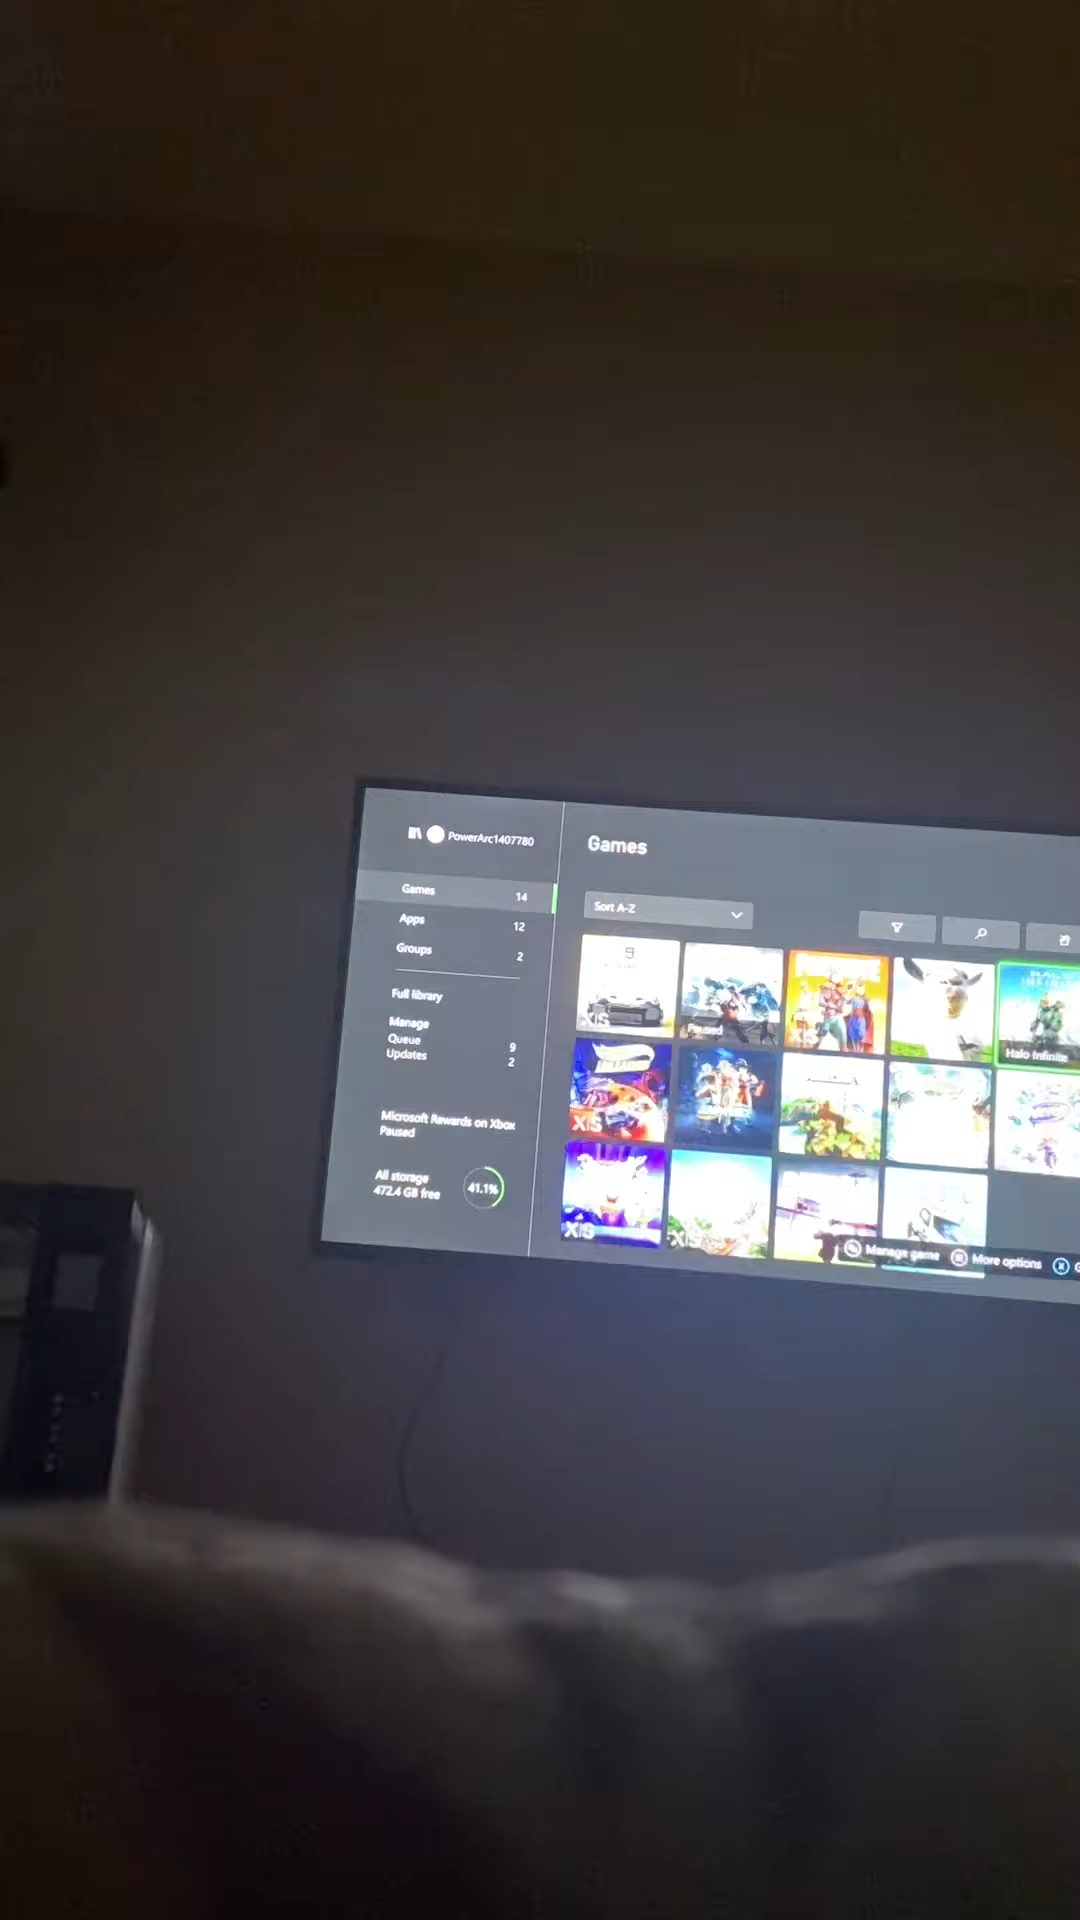 PowerArc1407780
Games 14
Apps 12
Groups 2
Full library
Manage
Queue 9
Updates 2
Microsoft Rewards on Xbox
Paused
All storage
472.4 GB free
41.1%
Games
Sort A-Z
Paused
Halo Infinite
X|S
X|S
X|S
X|S
Manage game
More options